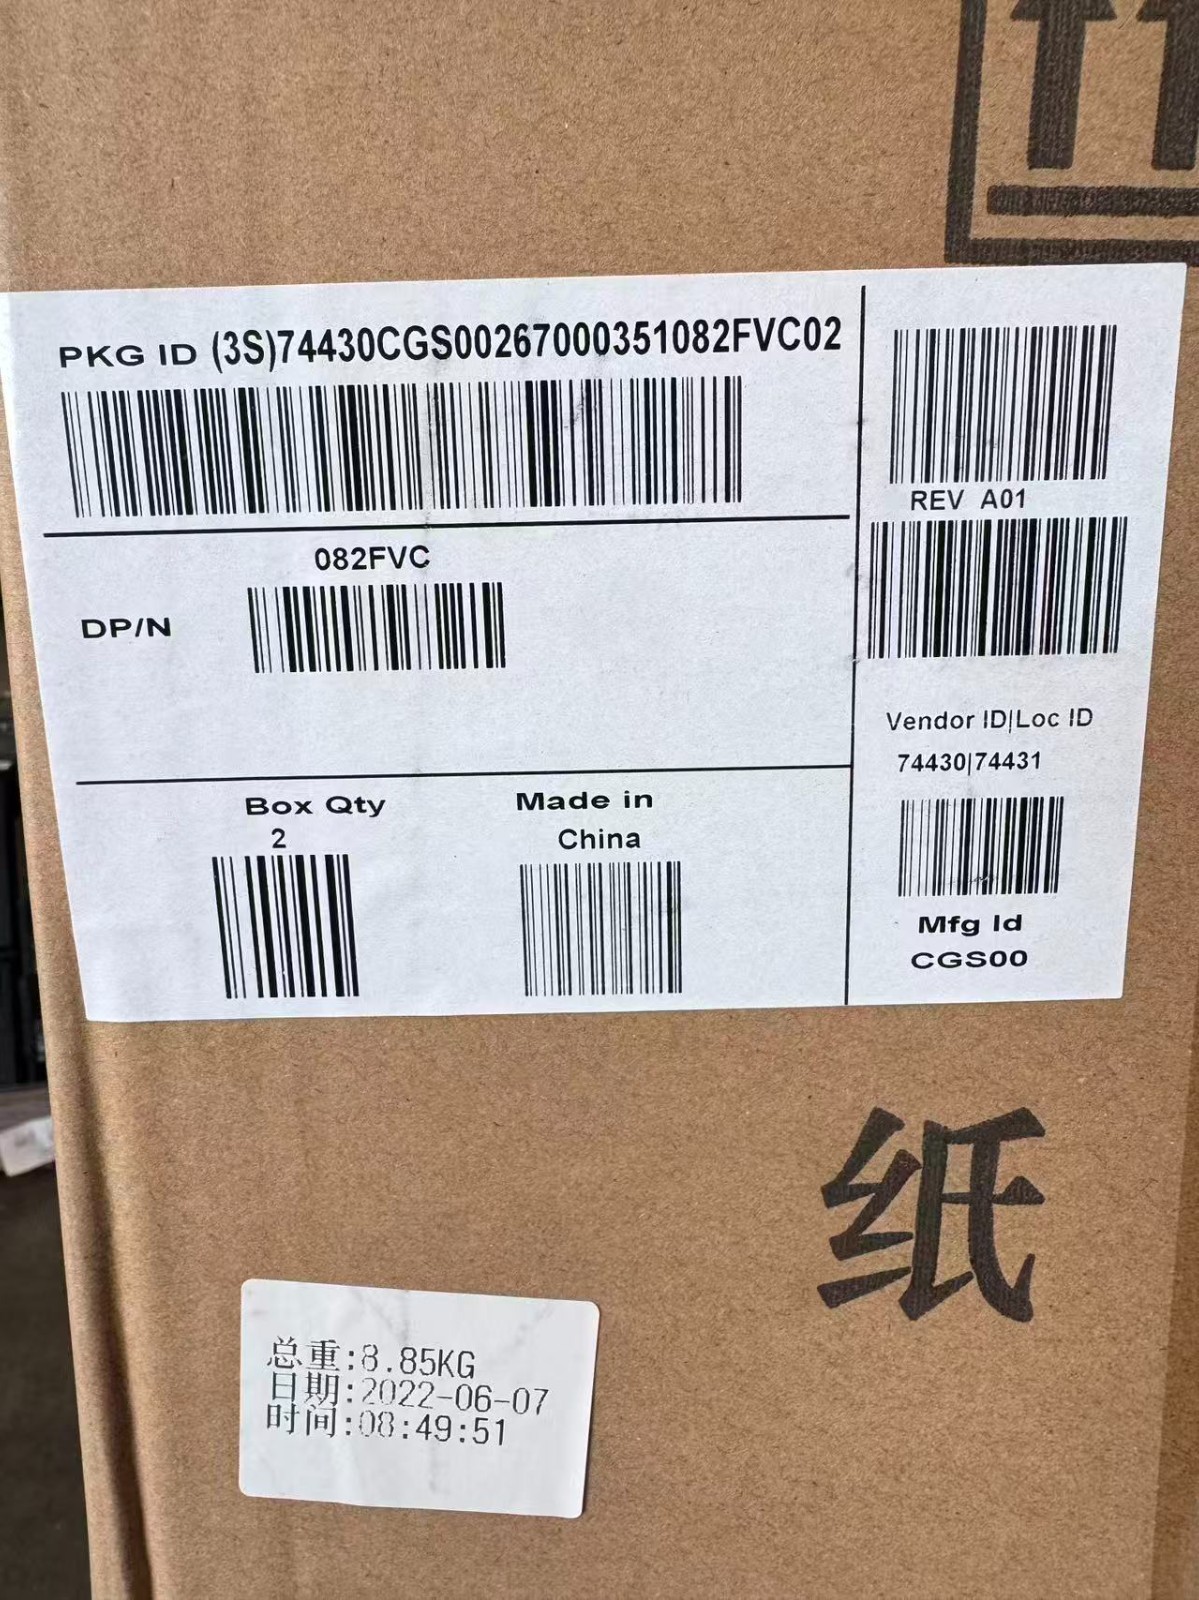 PKG ID (3S)74430CGS00267000351082FVC02
082FVC
DP/N
Box Qty
2
Made in
China
REV A01
Vendor ID|Loc ID
74430|74431
Mfg Id
CGS00
纸
总重:8.85KG
日期:2022-06-07
时间:08:49:51